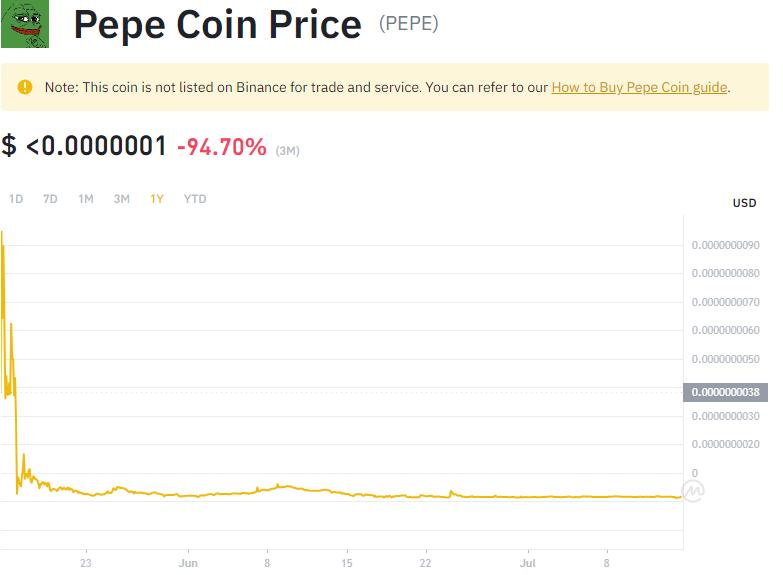 Pepe Coin Price (PEPE)
Note: This coin is not listed on Binance for trade and service. You can refer to our How to Buy Pepe Coin guide.
$ <0.0000001 -94.70% (3M)
1D 7D 1M 3M 1Y YTD
USD
0.0000000090
0.0000000080
0.0000000070
0.0000000060
0.0000000050
0.0000000038
0.0000000030
0.0000000020
0
23 Jun 8 15 22 Jul 8